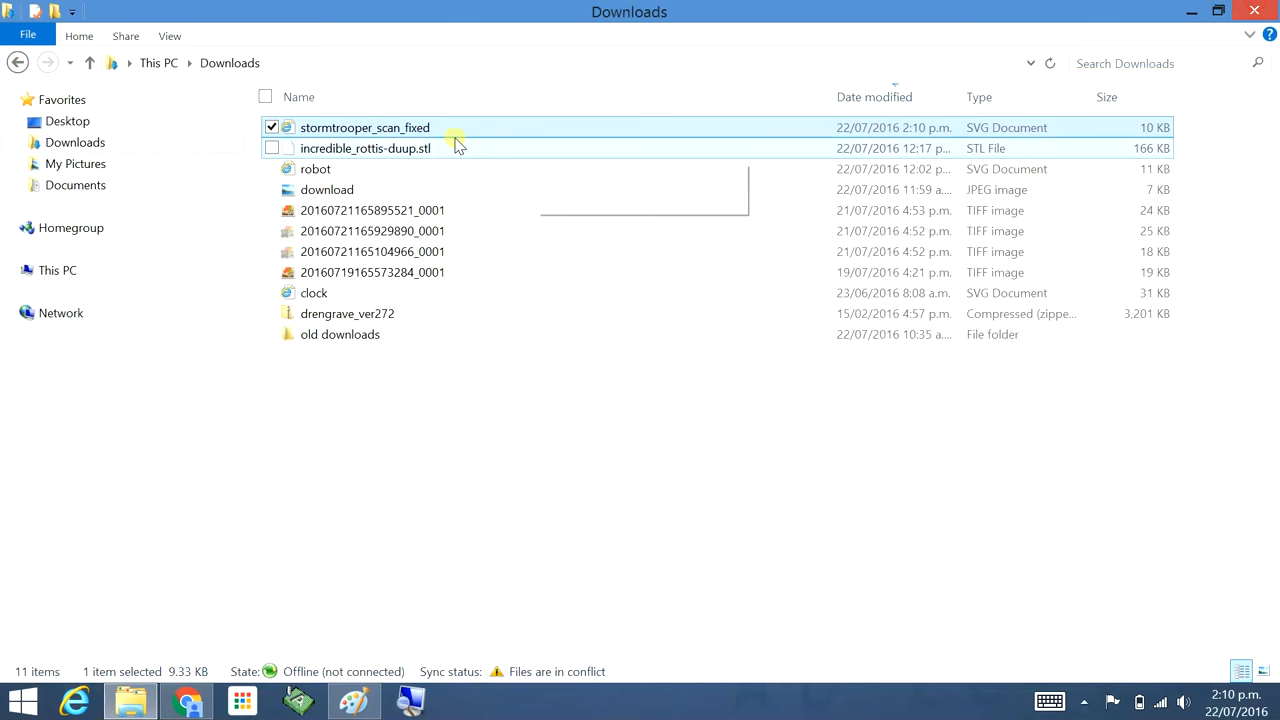 Downloads
File Home Share View
This PC Downloads Search Downloads
Name Date modified Type Size
Favorites
Desktop
Downloads
My Pictures
Documents
Homegroup
This PC
Network
stormtrooper_scan_fixed 22/07/2016 2:10 p.m. SVG Document 10 KB
incredible_rottis-duup.stl 22/07/2016 12:17 p... STL File 166 KB
robot 22/07/2016 12:02 p... SVG Document 11 KB
download 22/07/2016 11:59 a.... JPEG image 7 KB
20160721165895521_0001 21/07/2016 4:53 p.m. TIFF image 24 KB
20160721165929890_0001 21/07/2016 4:52 p.m. TIFF image 25 KB
20160721165104966_0001 21/07/2016 4:52 p.m. TIFF image 18 KB
20160719165573284_0001 19/07/2016 4:21 p.m. TIFF image 19 KB
clock 23/06/2016 8:08 a.m. SVG Document 31 KB
drengrave_ver272 15/02/2016 4:57 p.m. Compressed (zippe... 3,201 KB
old downloads 22/07/2016 10:35 a.... File folder
11 items 1 item selected 9.33 KB State: Offline (not connected) Sync status: Files are in conflict
2:10 p.m.
22/07/2016